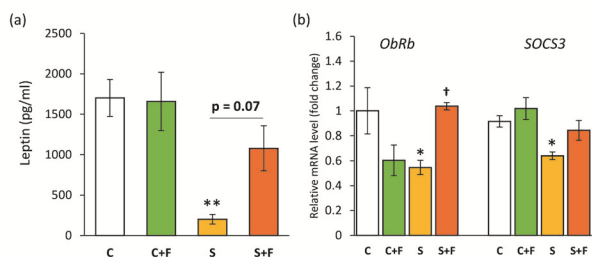 (a)
Leptin (pg/ml)
2500
2000
1500
1000
500
0
p = 0.07
**
C C+F S S+F
(b)
ObRb SOCS3
Relative mRNA level (fold change)
1.6
1.4
1.2
1
0.8
0.6
0.4
0.2
0
* † *
C C+F S S+F C C+F S S+F